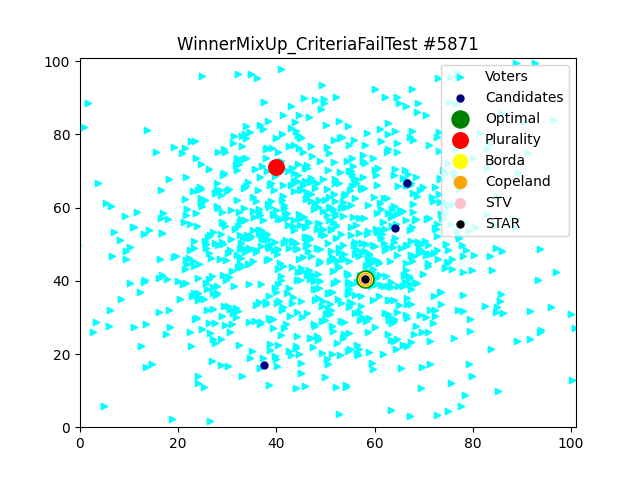 WinnerMixUp_CriteriaFailTest #5871
100
80
60
40
20
0
0
20
40
60
80
100
Voters
Candidates
Optimal
Plurality
Borda
Copeland
STV
STAR